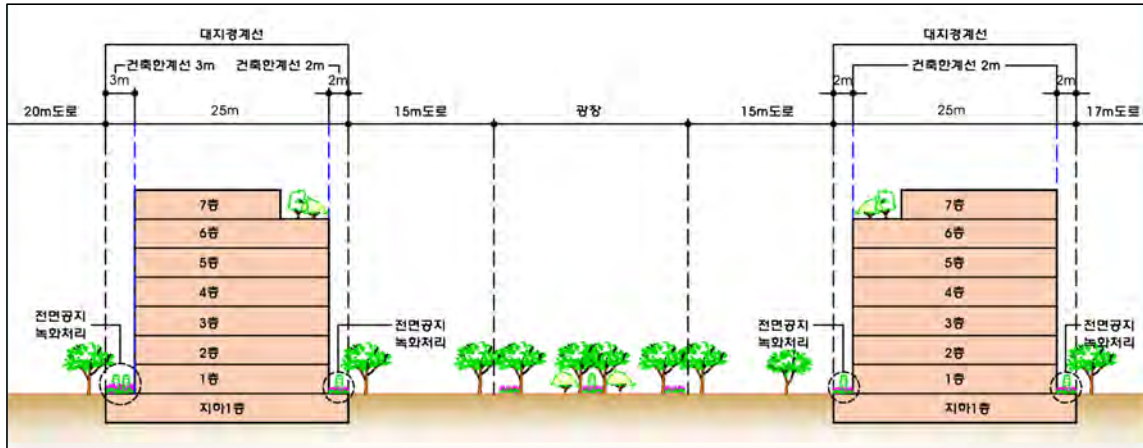 대지경계선
대지경계선
건축한계선 3m 건축한계선 2m
건축한계선 2m
3m 2m
2m 2m
20m도로 25m 15m도로 광장 15m도로 25m 17m도로
7층
7층
6층
6층
5층
5층
4층
4층
전면공지
녹화처리
3층
전면공지
녹화처리
전면공지
녹화처리
3층
전면공지
녹화처리
2층
2층
1층
1층
지하1층
지하1층